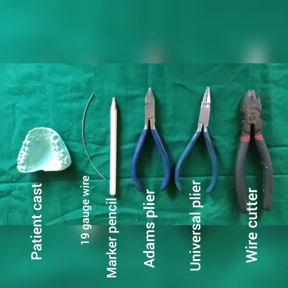 Patient cast
19 gauge wire
Marker pencil
Adams plier
Universal plier
Wire cutter